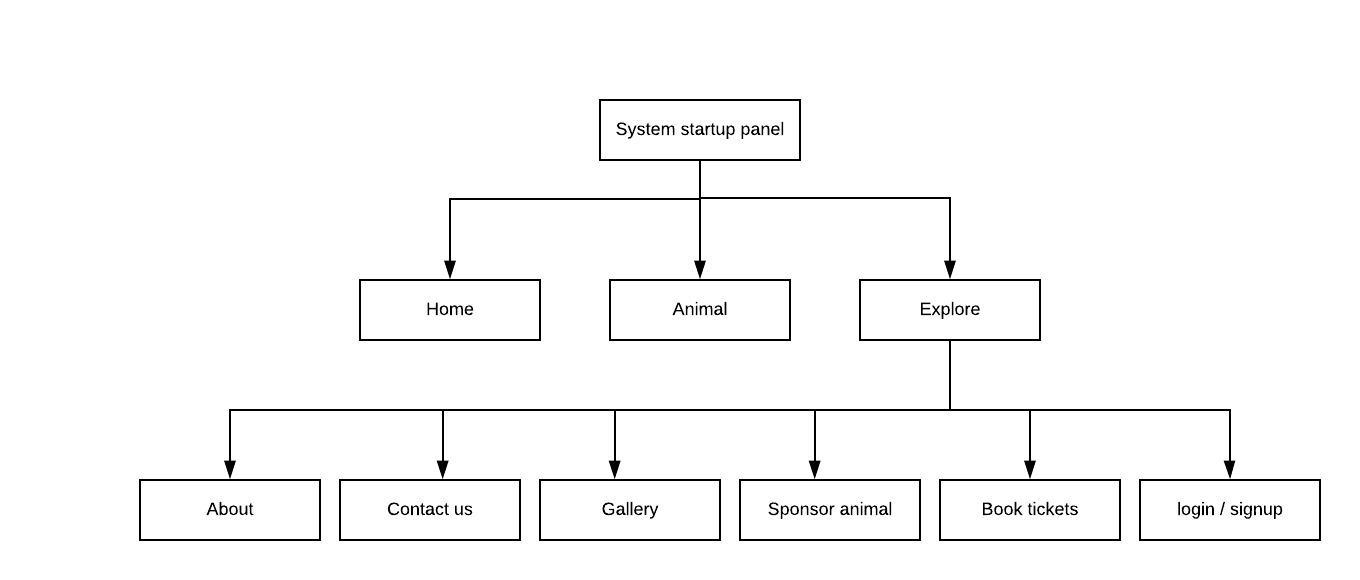 System startup panel
Home
Animal
Explore
About
Contact us
Gallery
Sponsor animal
Book tickets
login / signup